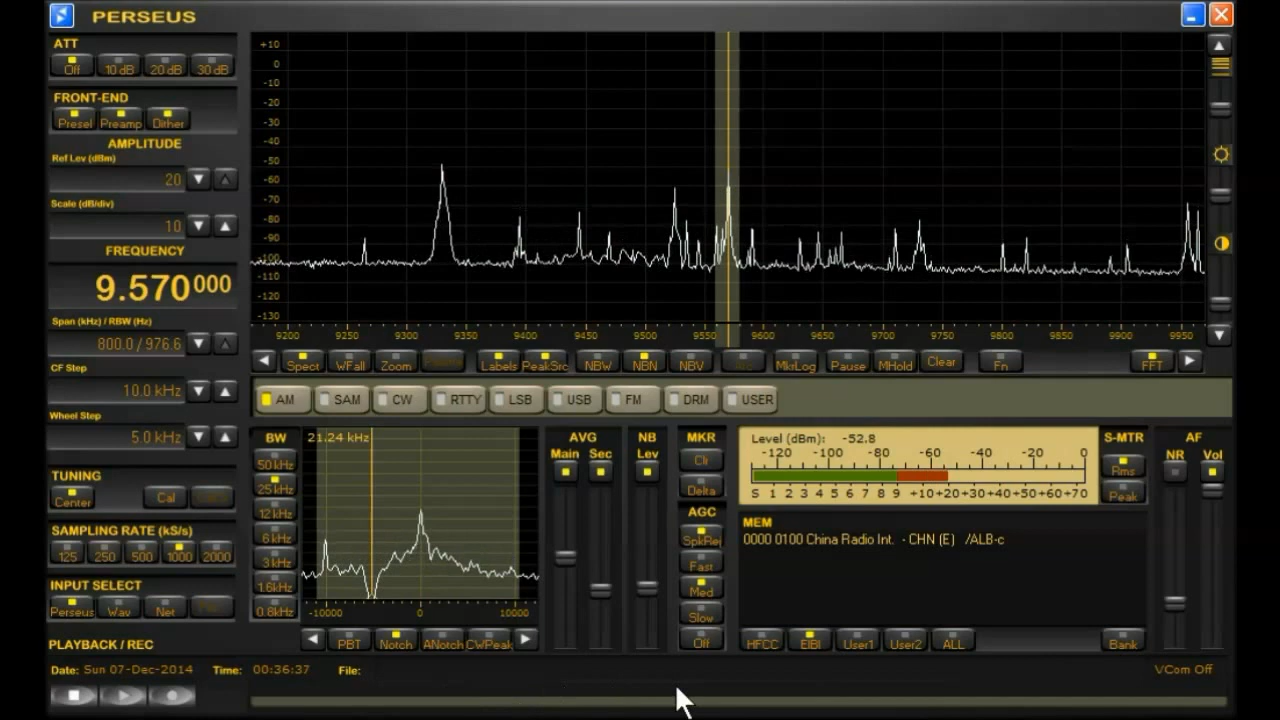 PERSEUS
ATT
Off 10 dB 20 dB 30 dB
FRONT-END
Presel Preamp Dither
AMPLITUDE
Ref Lev (dBm)
20
Scale (dB/div)
10
FREQUENCY
9.570000
Span (kHz) / RBW (Hz)
800.0 / 976.6
CF Step
10.0 kHz
Wheel Step
5.0 kHz
TUNING
Center Cal
SAMPLING RATE (kS/s)
125 250 500 1000 2000
INPUT SELECT
Perseus Wav Net
PLAYBACK / REC
+10
0
-10
-20
-30
-40
-50
-60
-70
-80
-90
-100
-110
-120
-130
9200 9250 9300 9350 9400 9450 9500 9550 9600 9650 9700 9750 9800 9850 9900 9950
Spect WFall Zoom Labels PeakSrc NBW NBN NBV MkrLog Pause MHold Clear Fn FFT
AM SAM CW RTTY LSB USB FM DRM USER
BW
50 kHz
25 kHz
12 kHz
6 kHz
3 kHz
1.6kHz
0.8kHz
21.24 kHz
-10000 0 10000
PBT Notch ANotch CWPeak
AVG
Main Sec
NB
Lev
MKR
Clr
Delta
AGC
SpkRej
Fast
Med
Slow
Off
Level (dBm): -52.8
-120 -100 -80 -60 -40 -20 0
S 1 2 3 4 5 6 7 8 9 +10+20+30+40+50+60+70
S-MTR
Rms
Peak
AF
NR Vol
MEM
0000 0100 China Radio Int. - CHN (E) /ALB-c
HFCC EIBI User1 User2 ALL Bank
Date: Sun 07-Dec-2014 Time: 00:36:37 File:
VCom Off